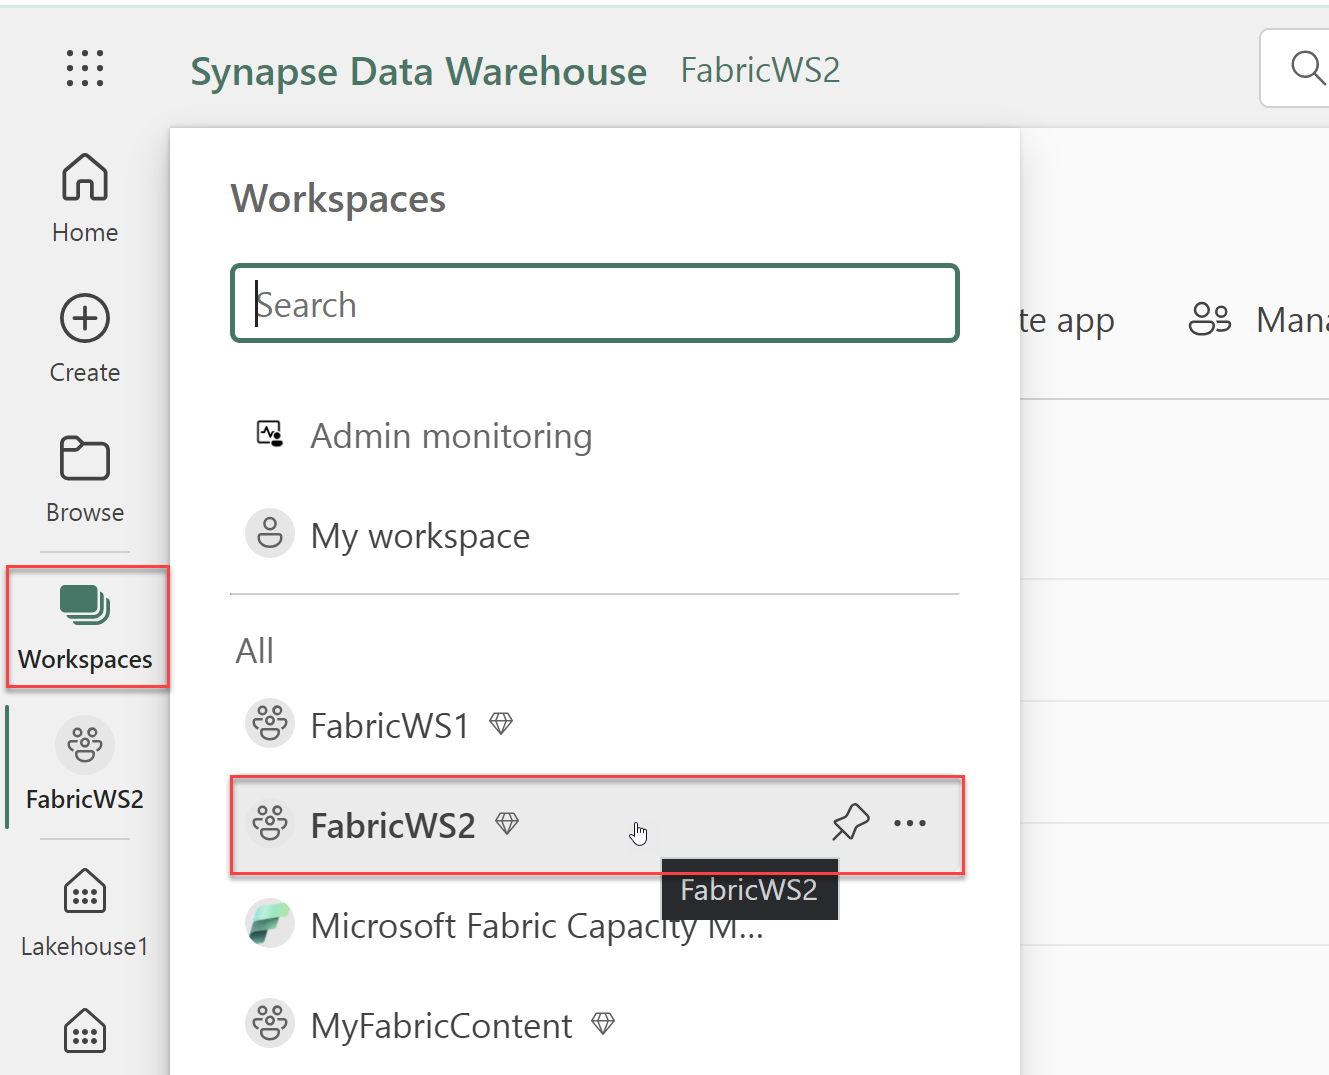 Synapse Data Warehouse FabricWS2
Home
Create
Browse
Workspaces
FabricWS2
Lakehouse1
Workspaces
Search
Admin monitoring
My workspace
All
FabricWS1
FabricWS2
FabricWS2
Microsoft Fabric Capacity M...
MyFabricContent
te app
Mana